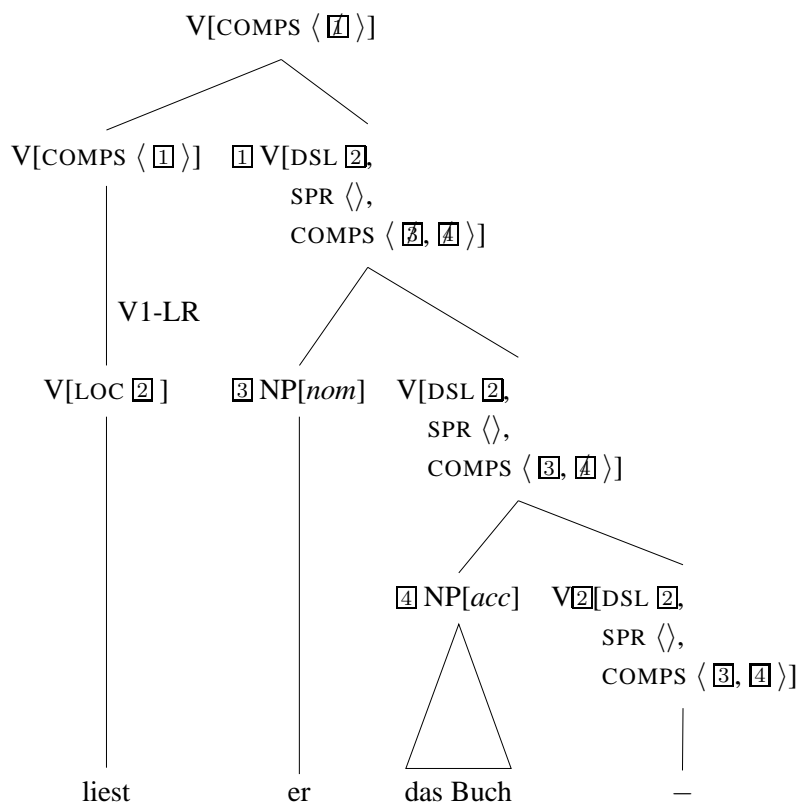 V[COMPS ⟨ 1̸ ⟩]
V[COMPS ⟨ 1 ⟩] 1 V[DSL 2,
SPR ⟨⟩,
COMPS ⟨ 3̸, 4̸ ⟩]
V1-LR
V[LOC 2 ] 3 NP[nom] V[DSL 2,
SPR ⟨⟩,
COMPS ⟨ 3, 4̸ ⟩]
4 NP[acc] V2[DSL 2,
SPR ⟨⟩,
COMPS ⟨ 3, 4 ⟩]
liest er das Buch –